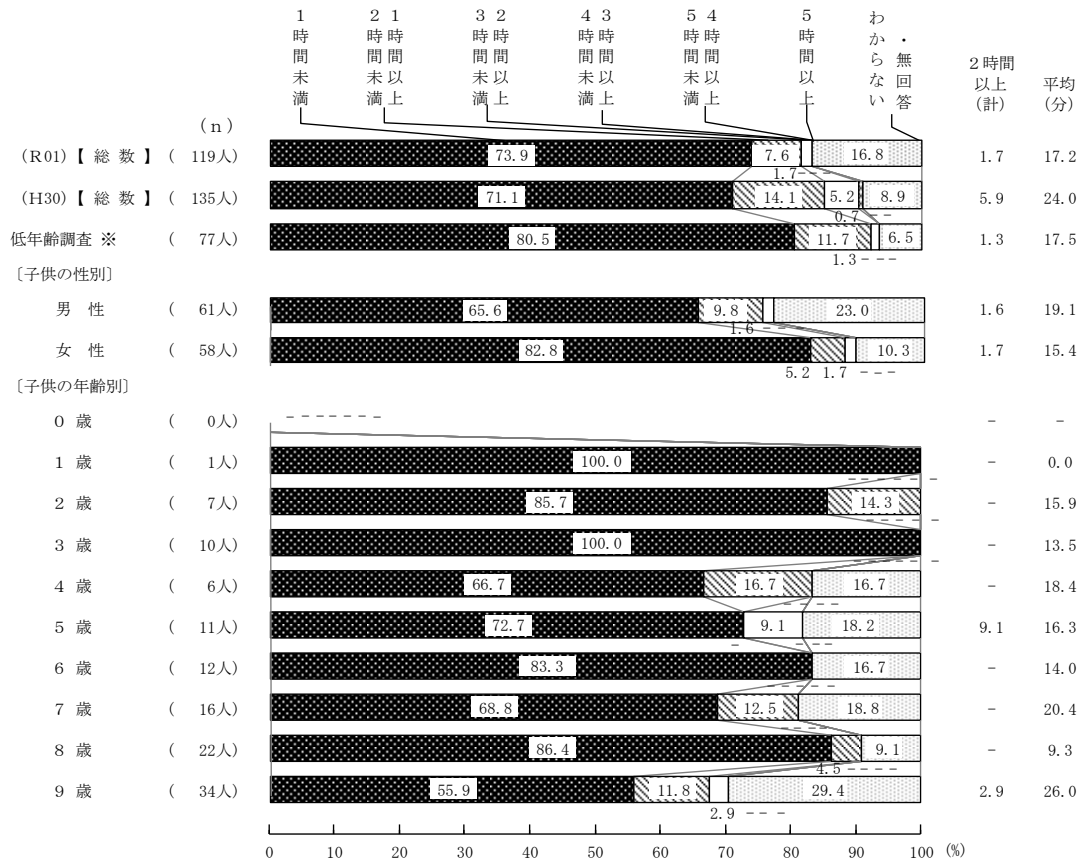 1時間未満
1時間以上
2時間未満
2時間以上
3時間未満
3時間以上
4時間未満
4時間以上
5時間未満
5時間以上
わからない
・無回答
2時間
以上
(計)
平均
(分)
(n)
(R01)【 総 数 】 ( 119人) 73.9 7.6 1.7 - - - 16.8 1.7 17.2
(H30)【 総 数 】 ( 135人) 71.1 14.1 5.2 0.7 - - 8.9 5.9 24.0
低年齢調査 ※ ( 77人) 80.5 11.7 1.3 - - - 6.5 1.3 17.5
〔子供の性別〕
男 性 ( 61人) 65.6 9.8 1.6 - - - 23.0 1.6 19.1
女 性 ( 58人) 82.8 5.2 1.7 - - - 10.3 1.7 15.4
〔子供の年齢別〕
0 歳 ( 0人) - - - - - - - - -
1 歳 ( 1人) 100.0 - - - - - - - 0.0
2 歳 ( 7人) 85.7 14.3 - - - - - - 15.9
3 歳 ( 10人) 100.0 - - - - - - - 13.5
4 歳 ( 6人) 66.7 16.7 - - - - 16.7 - 18.4
5 歳 ( 11人) 72.7 - 9.1 - - - 18.2 9.1 16.3
6 歳 ( 12人) 83.3 - - - - - 16.7 - 14.0
7 歳 ( 16人) 68.8 12.5 - - - - 18.8 - 20.4
8 歳 ( 22人) 86.4 4.5 - - - - 9.1 - 9.3
9 歳 ( 34人) 55.9 11.8 2.9 - - - 29.4 2.9 26.0
0 10 20 30 40 50 60 70 80 90 100 (%)